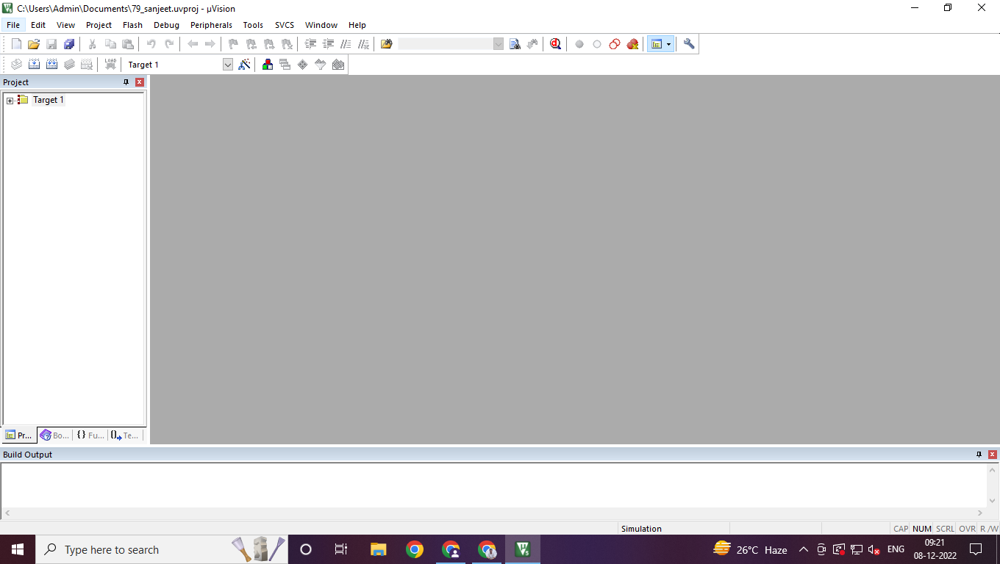 C:\Users\Admin\Documents\79_sanjeet.uvproj - µVision
File Edit View Project Flash Debug Peripherals Tools SVCS Window Help
LOAD Target 1
Project
Target 1
Pr... Bo... {} Fu... Te...
Build Output
Simulation CAP NUM SCRL OVR R /W
Type here to search 26°C Haze ENG 09:21
08-12-2022